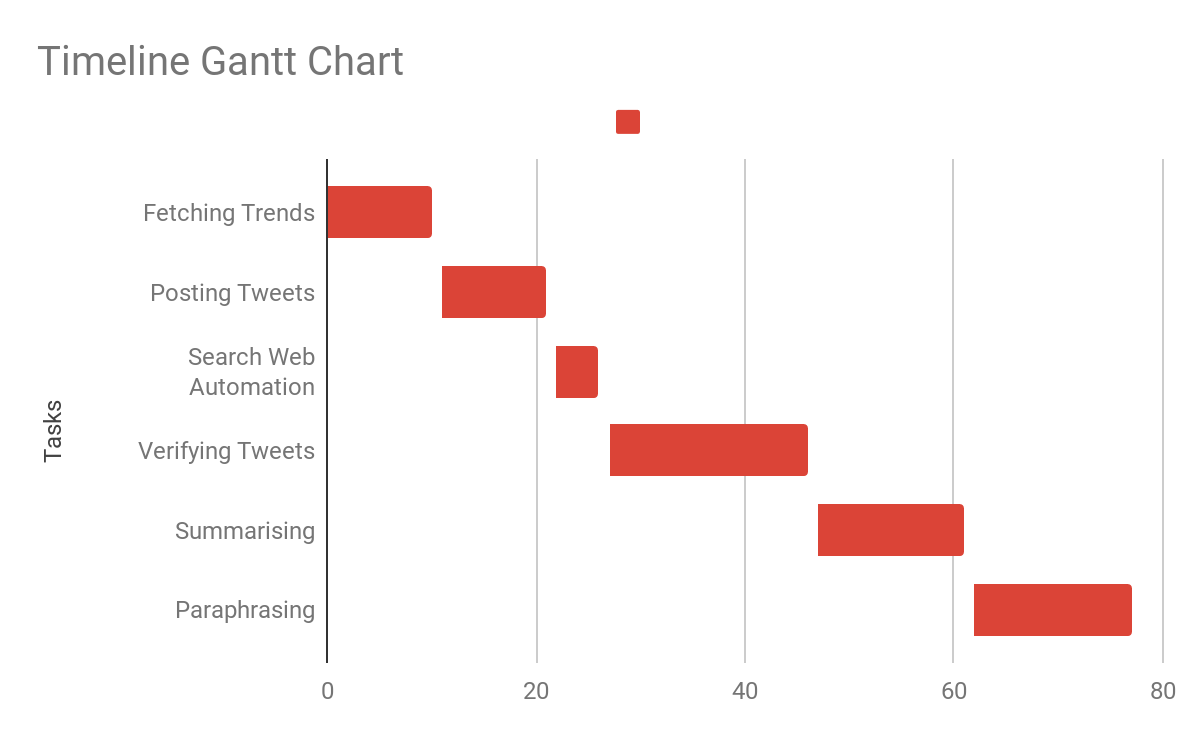 Timeline Gantt Chart
Fetching Trends
Posting Tweets
Search Web
Automation
Verifying Tweets
Summarising
Paraphrasing
Tasks
0 20 40 60 80